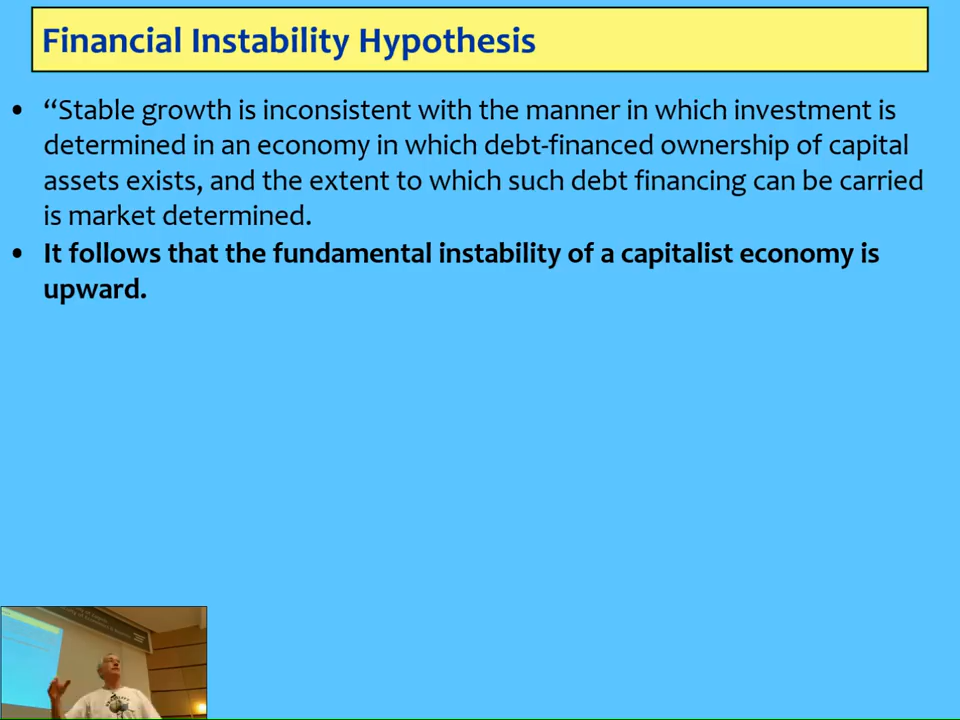 Financial Instability Hypothesis
• “Stable growth is inconsistent with the manner in which investment is
determined in an economy in which debt-financed ownership of capital
assets exists, and the extent to which such debt financing can be carried
is market determined.
• It follows that the fundamental instability of a capitalist economy is
upward.